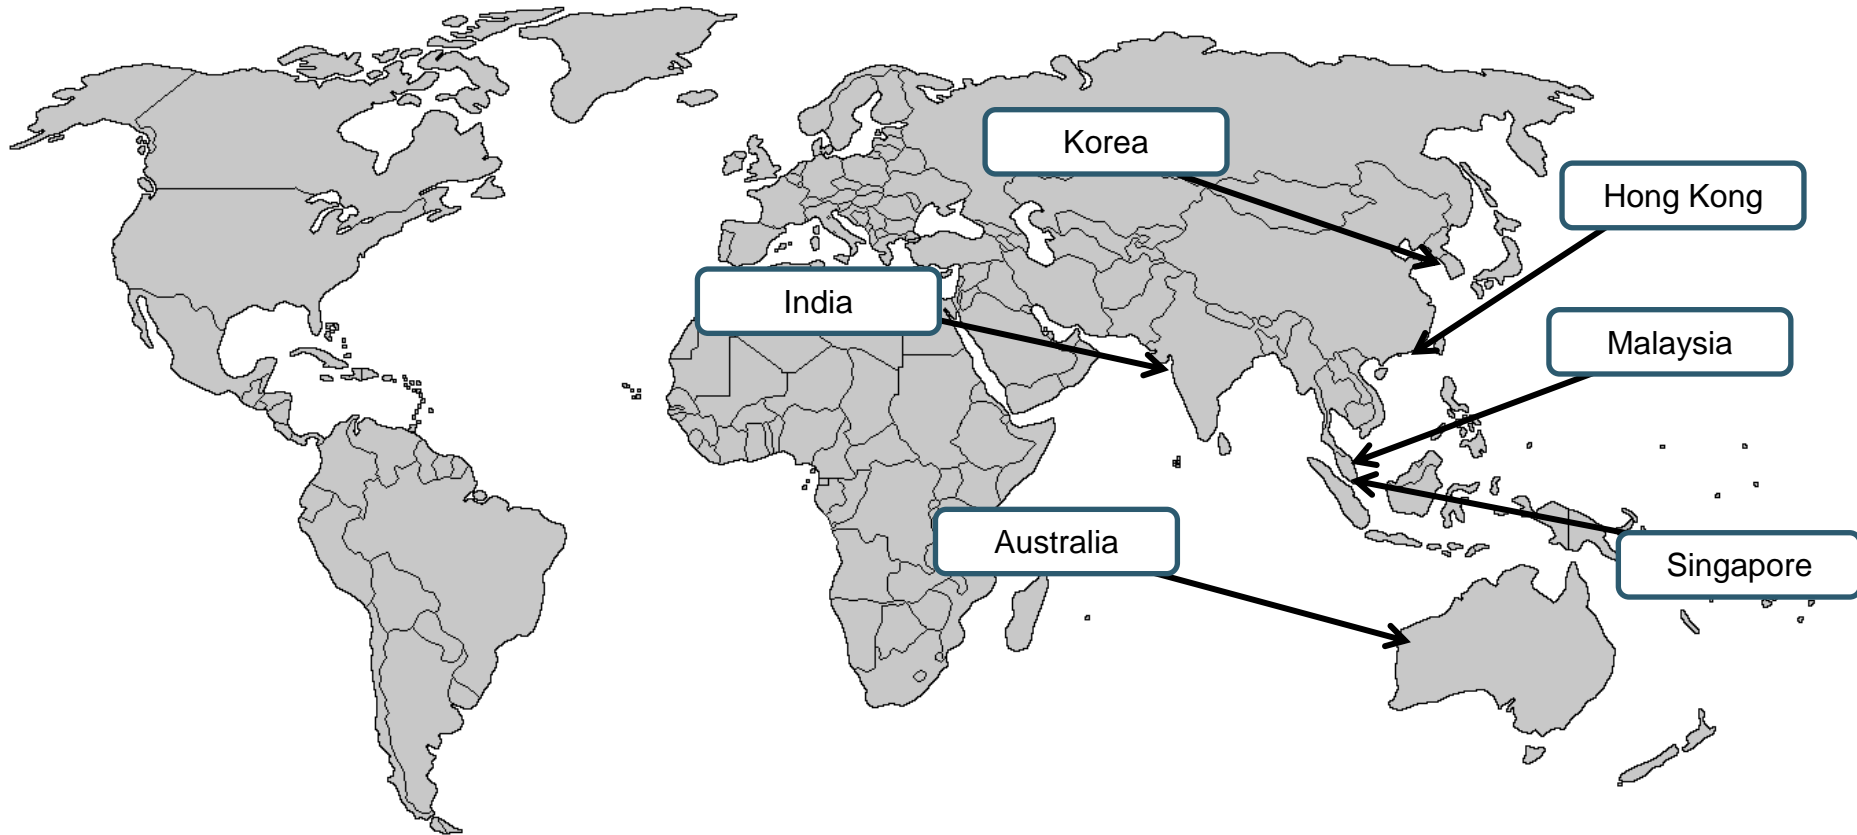 Korea
Hong Kong
India
Malaysia
Australia
Singapore